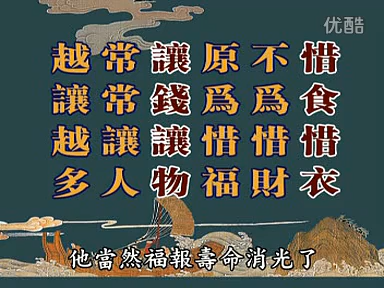 优酷
惜食惜衣
不爲惜財
原爲惜福
讓錢讓物
常常讓人
越讓越多
他當然福報壽命消光了